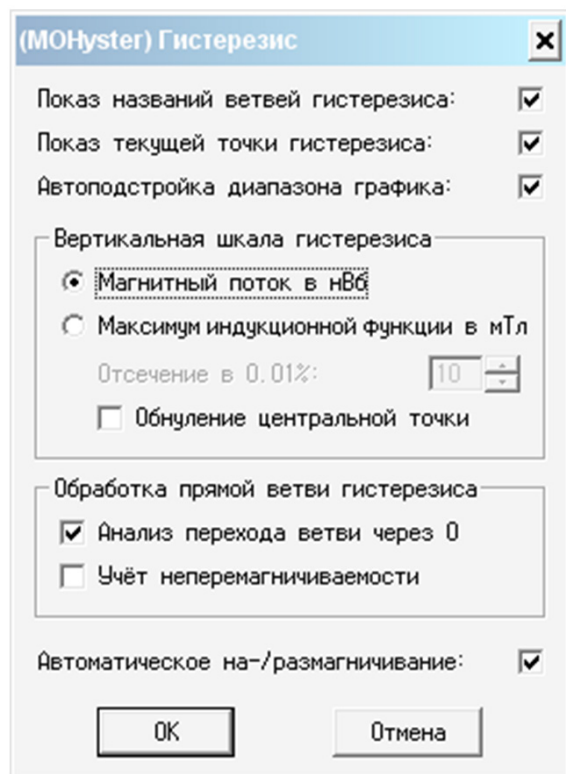 (MOHyster) Гистерезис
Показ названий ветвей гистерезиса:
Показ текущей точки гистерезиса:
Автоподстройка диапазона графика:
Вертикальная шкала гистерезиса
Магнитный поток в нВб
Максимум индукционной функции в мТл
Отсечение в 0.01%: 10
Обнуление центральной точки
Обработка прямой ветви гистерезиса
Анализ перехода ветви через 0
Учёт неперемагничиваемости
Автоматическое на-/размагничивание:
OK Отмена